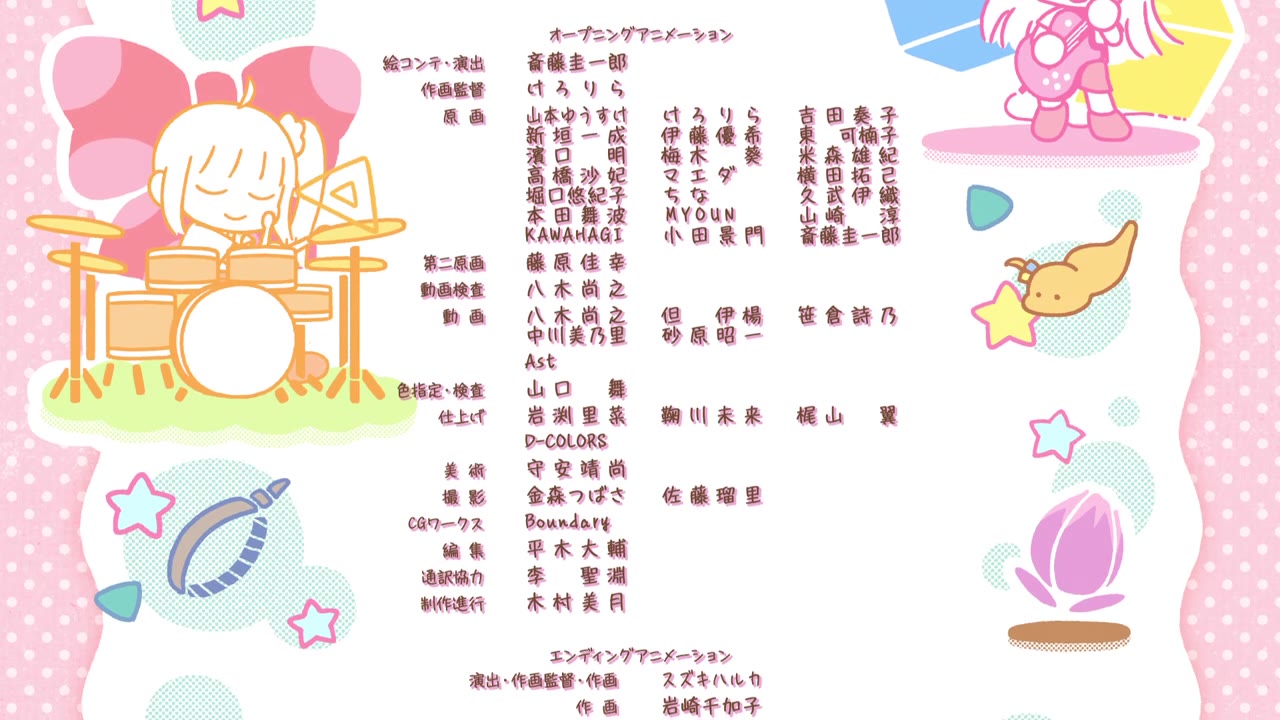 オープニングアニメーション
絵コンテ・演出 斎藤圭一郎
作画監督 けろりら
原画 山本ゆうすけ けろりら 吉田奏子
新垣一成 伊藤優希 東 可楠子
濱口 明 梅木 葵 米森雄紀
高橋沙妃 マエダ 横田拓己
堀口悠紀子 ちな 久武伊織
本田舞波 MYOUN 山崎 淳
KAWAHAGI 小田景門 斎藤圭一郎
第二原画 藤原佳幸
動画検査 八木尚之
動画 八木尚之 但 伊楊 笹倉詩乃
中川美乃里 砂原昭一
Ast
色指定・検査 山口 舞
仕上げ 岩渕里菜 鞠川未来 梶山 翼
D-COLORS
美術 守安靖尚
撮影 金森つばさ 佐藤瑠里
CGワークス Boundary
編集 平木大輔
通訳協力 李 聖淵
制作進行 木村美月
エンディングアニメーション
演出・作画監督・作画 スズキハルカ
作画 岩崎千加子